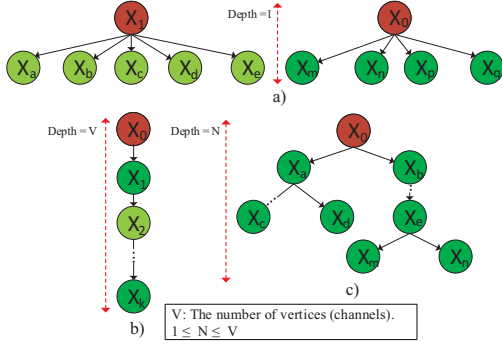 X1 Depth=1 X0
Xa Xb Xc Xd Xe Xm Xn Xp Xq
a)
Depth = V X0 Depth = N X0
X1 Xa Xb
X2 Xc Xd Xe
Xm Xn
Xk c)
b)
V: The number of vertices (channels).
1 ≤ N ≤ V